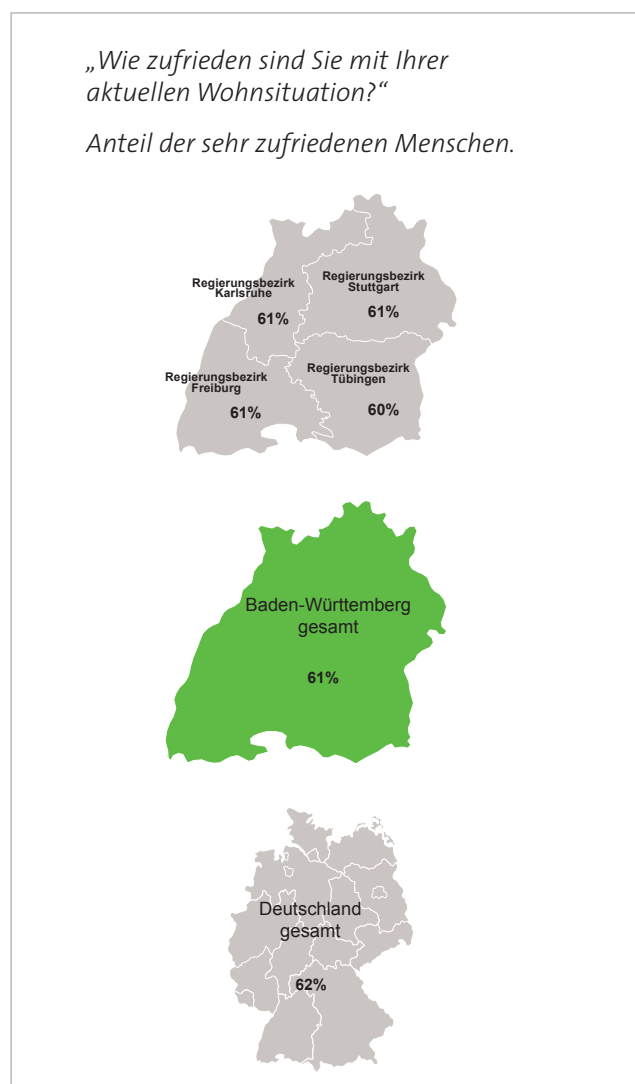 „Wie zufrieden sind Sie mit Ihrer
aktuellen Wohnsituation?“
Anteil der sehr zufriedenen Menschen.
Regierungsbezirk
Karlsruhe
61%
Regierungsbezirk
Stuttgart
61%
Regierungsbezirk
Freiburg
61%
Regierungsbezirk
Tübingen
60%
Baden-Württemberg
gesamt
61%
Deutschland
gesamt
62%